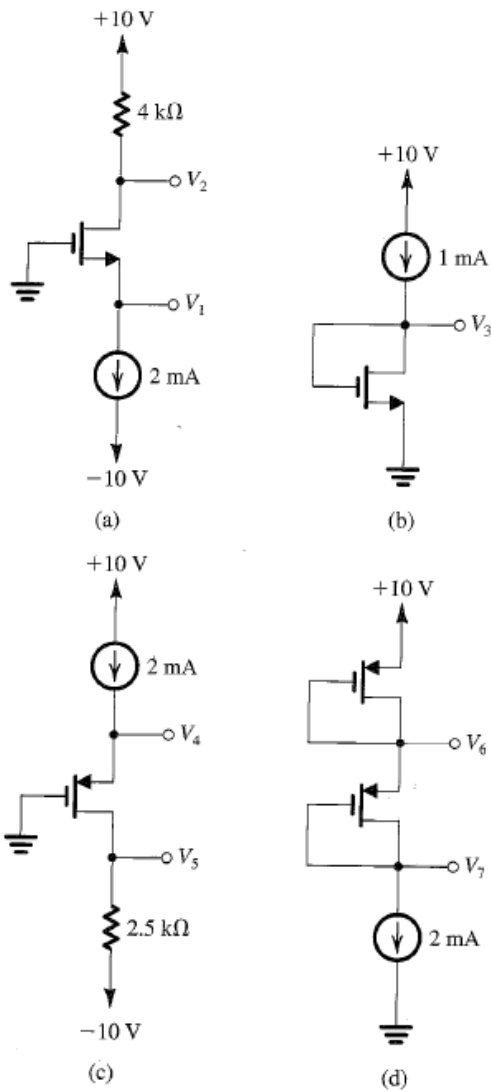 +10 V
4 kΩ
V₂
V₁
2 mA
−10 V
(a)
+10 V
1 mA
V₃
(b)
+10 V
2 mA
V₄
V₅
2.5 kΩ
−10 V
(c)
+10 V
V₆
V₇
2 mA
(d)